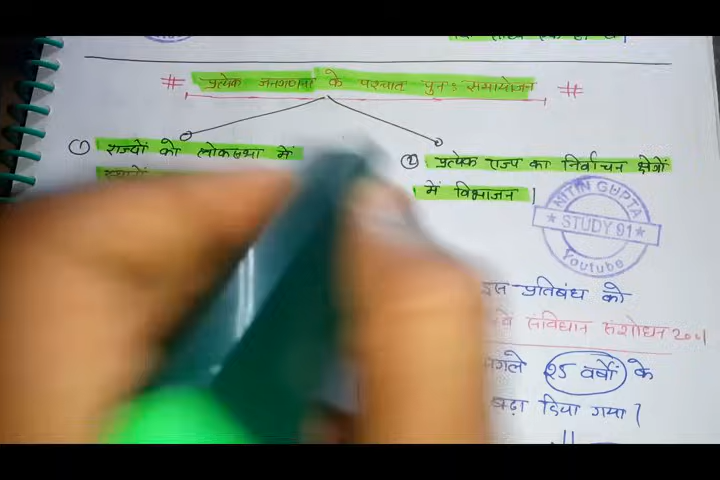 # प्रत्येक जनगणना के पश्चात पुनः समायोजन #
① राज्यों को लोकसभा में
② प्रत्येक राज्य का निर्वाचन क्षेत्रों
में विभाजन |
NITIN GUPTA
★ STUDY 91 ★
Youtube
इस प्रतिबंध को
संविधान संशोधन 2001
25 वर्षों के
बढ़ा दिया गया |